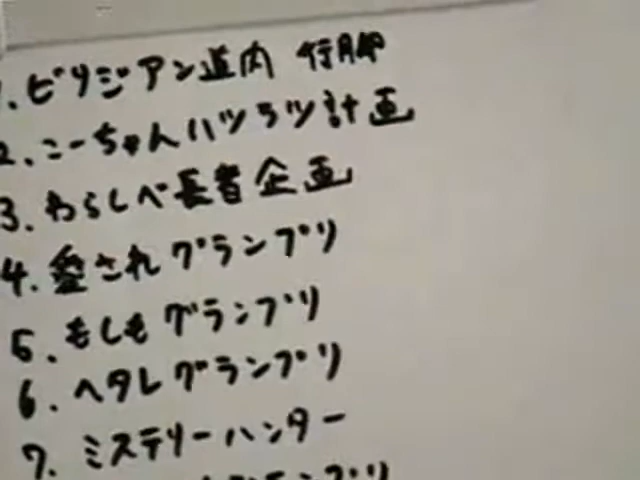 1. ビリジアン道内 行脚
2. こーちゃんハツラツ計画
3. わらしべ長者企画
4. 愛されグランプリ
5. もしもグランプリ
6. ヘタレグランプリ
7. ミステリーハンター